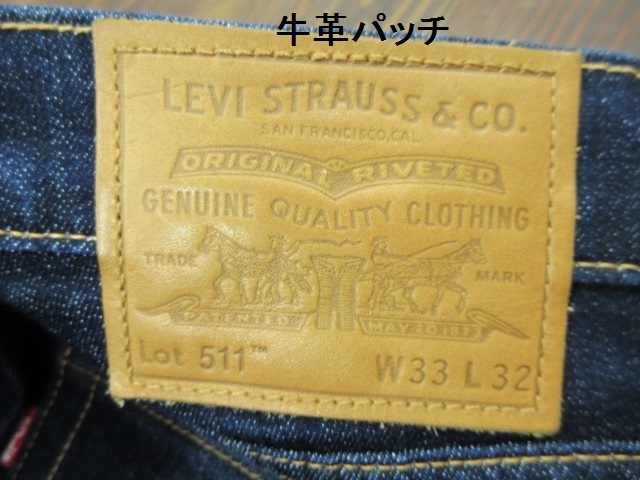 牛革パッチ
LEVI STRAUSS & CO.
SAN FRANCISCO, CAL.
ORIGINAL RIVETED
GENUINE QUALITY CLOTHING
TRADE MARK
PATENTED MAY 20 1873
Lot 511™ W33 L32